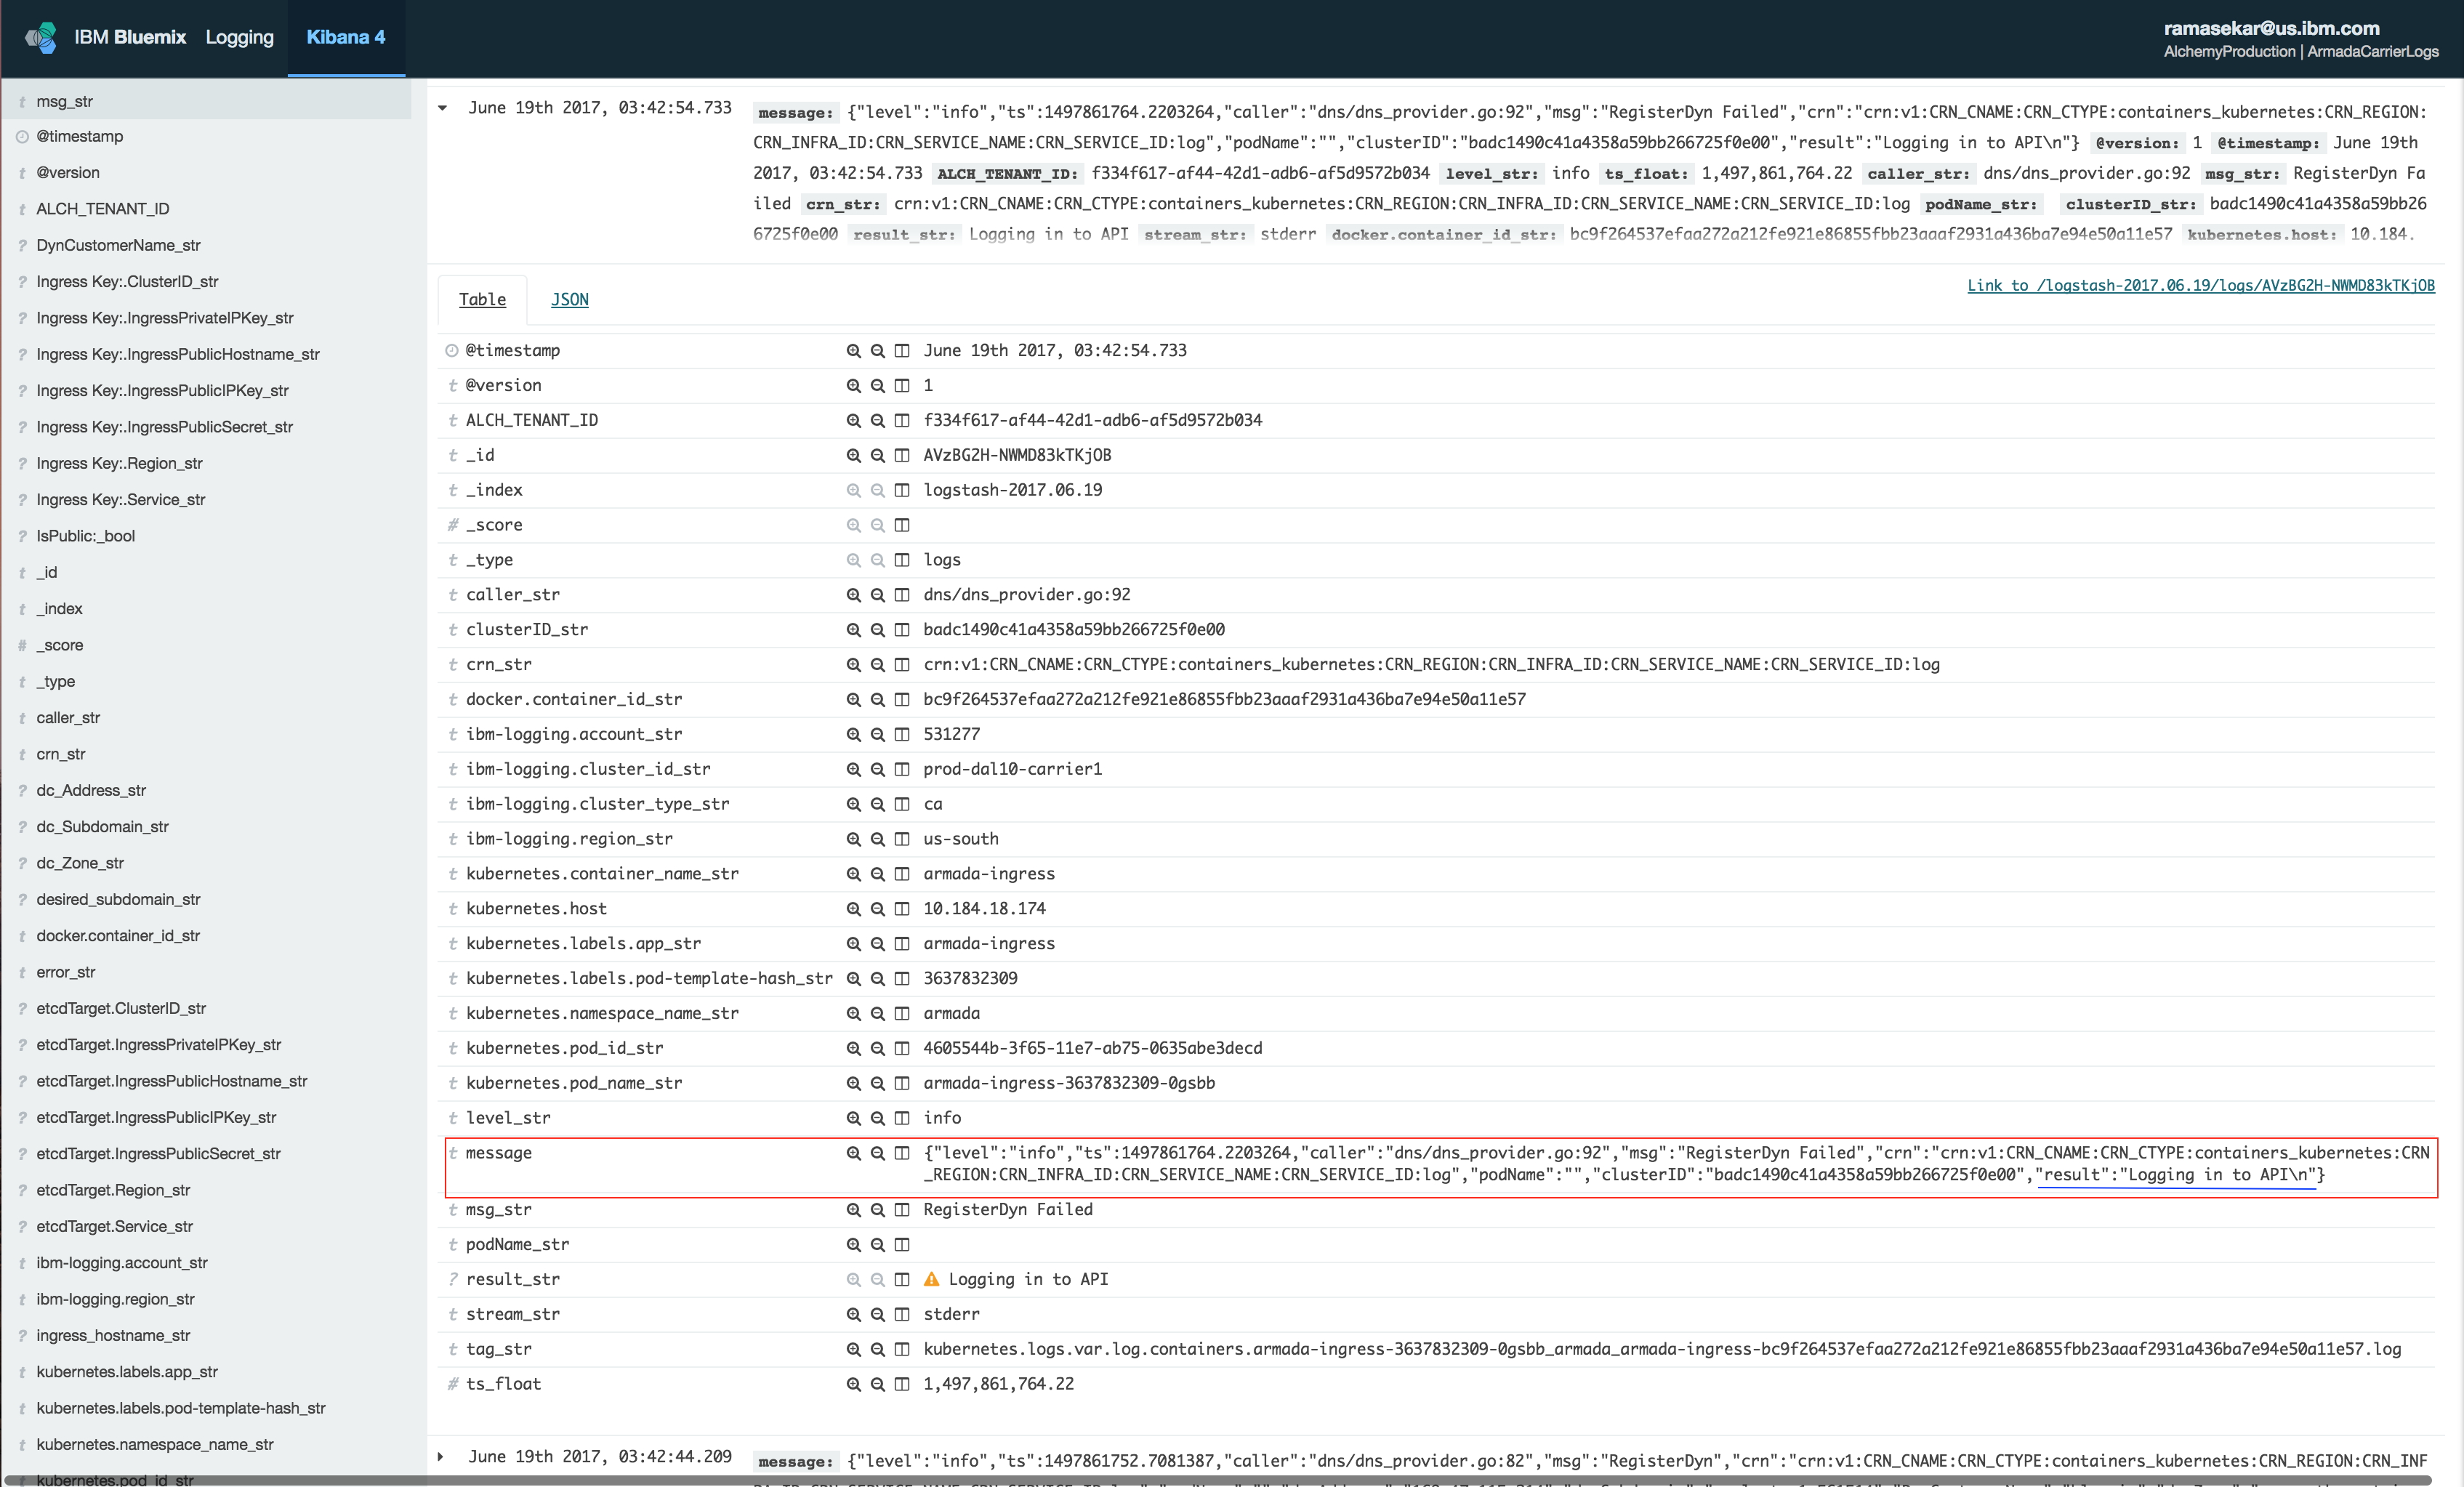 IBM Bluemix Logging Kibana 4
ramasekar@us.ibm.com
AlchemyProduction | ArmadaCarrierLogs
t msg_str
@timestamp
t @version
t ALCH_TENANT_ID
? DynCustomerName_str
? Ingress Key:.ClusterID_str
? Ingress Key:.IngressPrivateIPKey_str
? Ingress Key:.IngressPublicHostname_str
? Ingress Key:.IngressPublicIPKey_str
? Ingress Key:.IngressPublicSecret_str
? Ingress Key:.Region_str
? Ingress Key:.Service_str
? IsPublic:_bool
t _id
t _index
# _score
t _type
t caller_str
t crn_str
? dc_Address_str
? dc_Subdomain_str
? dc_Zone_str
? desired_subdomain_str
t docker.container_id_str
t error_str
? etcdTarget.ClusterID_str
? etcdTarget.IngressPrivateIPKey_str
? etcdTarget.IngressPublicHostname_str
? etcdTarget.IngressPublicIPKey_str
? etcdTarget.IngressPublicSecret_str
? etcdTarget.Region_str
? etcdTarget.Service_str
t ibm-logging.account_str
t ibm-logging.region_str
? ingress_hostname_str
t kubernetes.labels.app_str
t kubernetes.labels.pod-template-hash_str
t kubernetes.namespace_name_str
kubernetes.pod_id_str
June 19th 2017, 03:42:54.733 message: {"level":"info","ts":1497861764.2203264,"caller":"dns/dns_provider.go:92","msg":"RegisterDyn Failed","crn":"crn:v1:CRN_CNAME:CRN_CTYPE:containers_kubernetes:CRN_REGION:
CRN_INFRA_ID:CRN_SERVICE_NAME:CRN_SERVICE_ID:log","podName":"","clusterID":"badc1490c41a4358a59bb266725f0e00","result":"Logging in to API\n"} @version: 1 @timestamp: June 19th
2017, 03:42:54.733 ALCH_TENANT_ID: f334f617-af44-42d1-adb6-af5d9572b034 level_str: info ts_float: 1,497,861,764.22 caller_str: dns/dns_provider.go:92 msg_str: RegisterDyn Fa
iled crn_str: crn:v1:CRN_CNAME:CRN_CTYPE:containers_kubernetes:CRN_REGION:CRN_INFRA_ID:CRN_SERVICE_NAME:CRN_SERVICE_ID:log podName_str: clusterID_str: badc1490c41a4358a59bb26
6725f0e00 result_str: Logging in to API stream_str: stderr docker.container_id_str: bc9f264537efaa272a212fe921e86855fbb23aaaf2931a436ba7e94e50a11e57 kubernetes.host: 10.184.
Table JSON
Link to /logstash-2017.06.19/logs/AVzBG2H-NWMD83kTKjOB
@timestamp June 19th 2017, 03:42:54.733
t @version 1
t ALCH_TENANT_ID f334f617-af44-42d1-adb6-af5d9572b034
t _id AVzBG2H-NWMD83kTKjOB
t _index logstash-2017.06.19
# _score
t _type logs
t caller_str dns/dns_provider.go:92
t clusterID_str badc1490c41a4358a59bb266725f0e00
t crn_str crn:v1:CRN_CNAME:CRN_CTYPE:containers_kubernetes:CRN_REGION:CRN_INFRA_ID:CRN_SERVICE_NAME:CRN_SERVICE_ID:log
t docker.container_id_str bc9f264537efaa272a212fe921e86855fbb23aaaf2931a436ba7e94e50a11e57
t ibm-logging.account_str 531277
t ibm-logging.cluster_id_str prod-dal10-carrier1
t ibm-logging.cluster_type_str ca
t ibm-logging.region_str us-south
t kubernetes.container_name_str armada-ingress
t kubernetes.host 10.184.18.174
t kubernetes.labels.app_str armada-ingress
t kubernetes.labels.pod-template-hash_str 3637832309
t kubernetes.namespace_name_str armada
t kubernetes.pod_id_str 4605544b-3f65-11e7-ab75-0635abe3decd
t kubernetes.pod_name_str armada-ingress-3637832309-0gsbb
t level_str info
t message {"level":"info","ts":1497861764.2203264,"caller":"dns/dns_provider.go:92","msg":"RegisterDyn Failed","crn":"crn:v1:CRN_CNAME:CRN_CTYPE:containers_kubernetes:CRN
_REGION:CRN_INFRA_ID:CRN_SERVICE_NAME:CRN_SERVICE_ID:log","podName":"","clusterID":"badc1490c41a4358a59bb266725f0e00","result":"Logging in to API\n"}
t msg_str RegisterDyn Failed
t podName_str
? result_str Logging in to API
t stream_str stderr
t tag_str kubernetes.logs.var.log.containers.armada-ingress-3637832309-0gsbb_armada_armada-ingress-bc9f264537efaa272a212fe921e86855fbb23aaaf2931a436ba7e94e50a11e57.log
# ts_float 1,497,861,764.22
June 19th 2017, 03:42:44.209 message: {"level":"info","ts":1497861752.7081387,"caller":"dns/dns_provider.go:82","msg":"RegisterDyn","crn":"crn:v1:CRN_CNAME:CRN_CTYPE:containers_kubernetes:CRN_REGION:CRN_INF